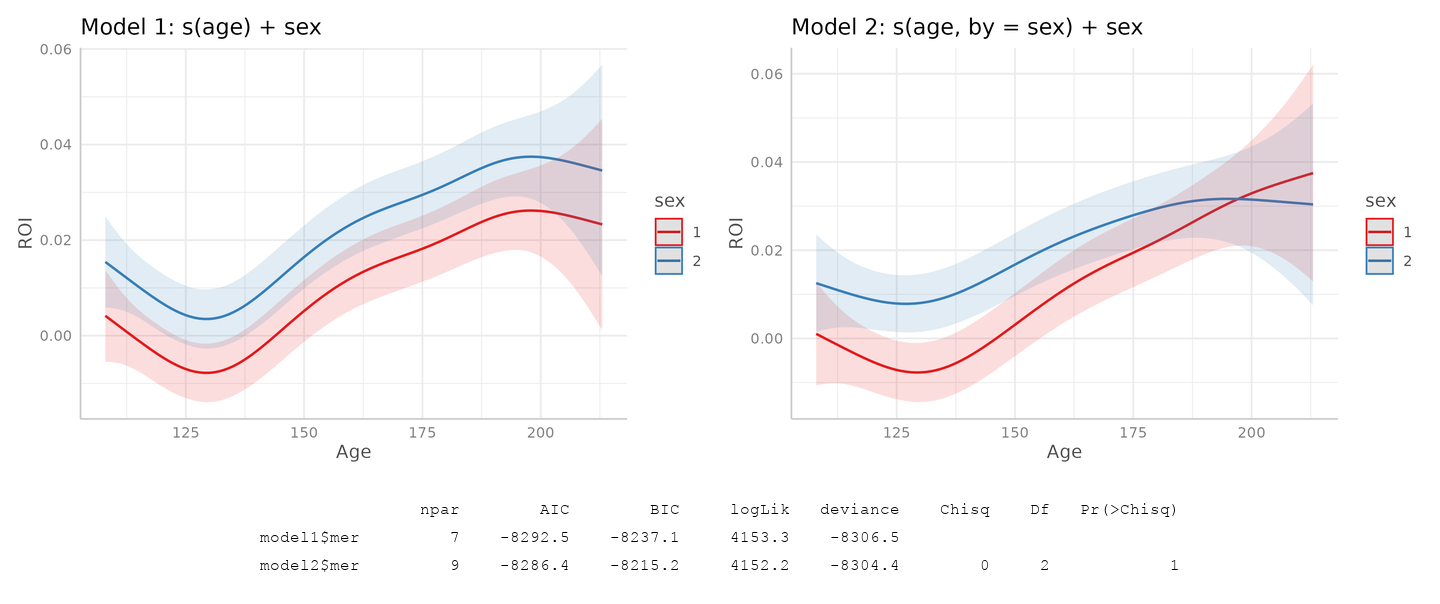 Model 1: s(age) + sex
0.06
0.04
0.02
0.00
ROI
125 150 175 200
Age
sex
1
2
Model 2: s(age, by = sex) + sex
0.06
0.04
0.02
0.00
ROI
125 150 175 200
Age
sex
1
2
npar AIC BIC logLik deviance Chisq Df Pr(>Chisq)
model1$mer 7 -8292.5 -8237.1 4153.3 -8306.5
model2$mer 9 -8286.4 -8215.2 4152.2 -8304.4 0 2 1